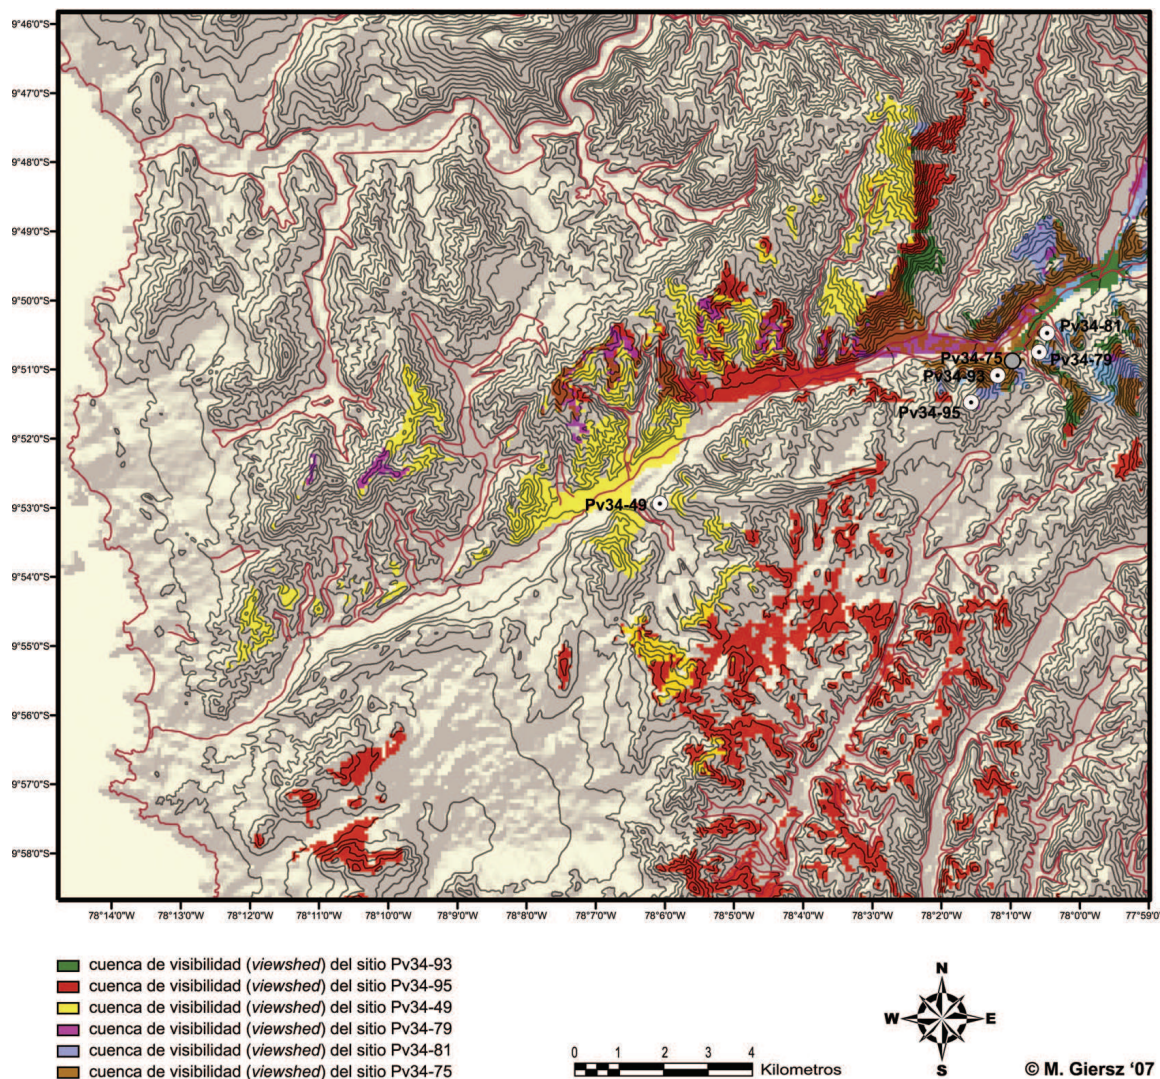 9°46'0"S
9°47'0"S
9°48'0"S
9°49'0"S
9°50'0"S
9°51'0"S
9°52'0"S
9°53'0"S
9°54'0"S
9°55'0"S
9°56'0"S
9°57'0"S
9°58'0"S
Pv34-81
Pv34-75
Pv34-79
Pv34-93
Pv34-95
Pv34-49
78°14'0"W 78°13'0"W 78°12'0"W 78°11'0"W 78°10'0"W 78°9'0"W 78°8'0"W 78°7'0"W 78°6'0"W 78°5'0"W 78°4'0"W 78°3'0"W 78°2'0"W 78°1'0"W 78°0'0"W 77°59'0
cuenca de visibilidad (viewshed) del sitio Pv34-93
cuenca de visibilidad (viewshed) del sitio Pv34-95
cuenca de visibilidad (viewshed) del sitio Pv34-49
cuenca de visibilidad (viewshed) del sitio Pv34-79
cuenca de visibilidad (viewshed) del sitio Pv34-81
cuenca de visibilidad (viewshed) del sitio Pv34-75
0 1 2 3 4
Kilometros
N
W E
S
© M. Giersz '07